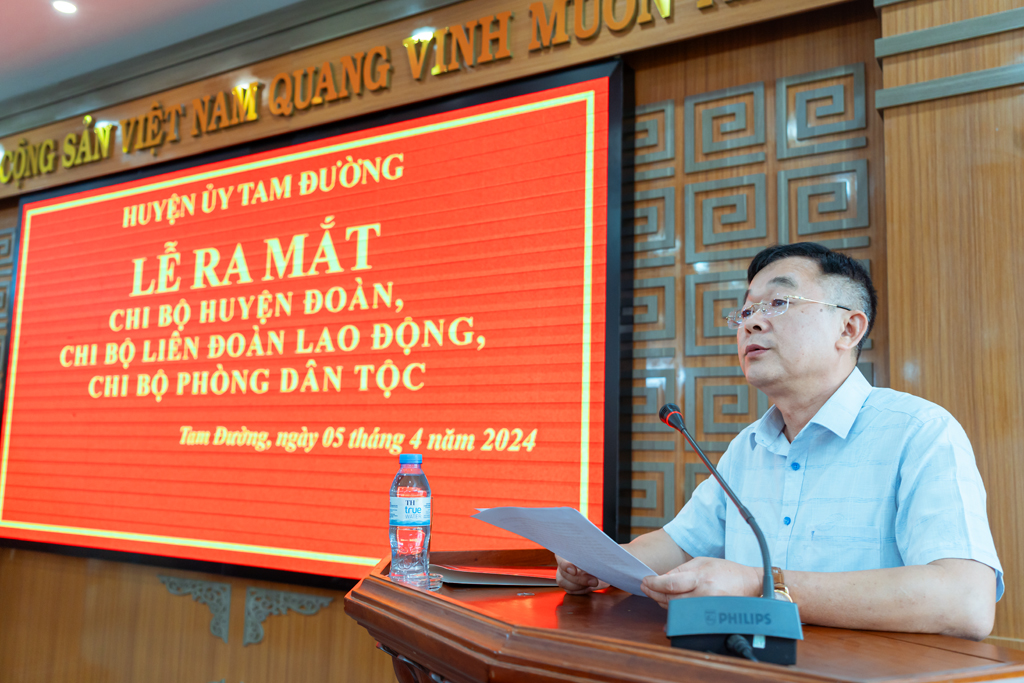 CỘNG SẢN VIỆT NAM QUANG VINH MUÔN
HUYỆN ỦY TAM ĐƯỜNG
LỄ RA MẮT
CHI BỘ HUYỆN ĐOÀN,
CHI BỘ LIÊN ĐOÀN LAO ĐỘNG,
CHI BỘ PHÒNG DÂN TỘC
Tam Đường, ngày 05 tháng 4 năm 2024
TH
true
WATER
PHILIPS